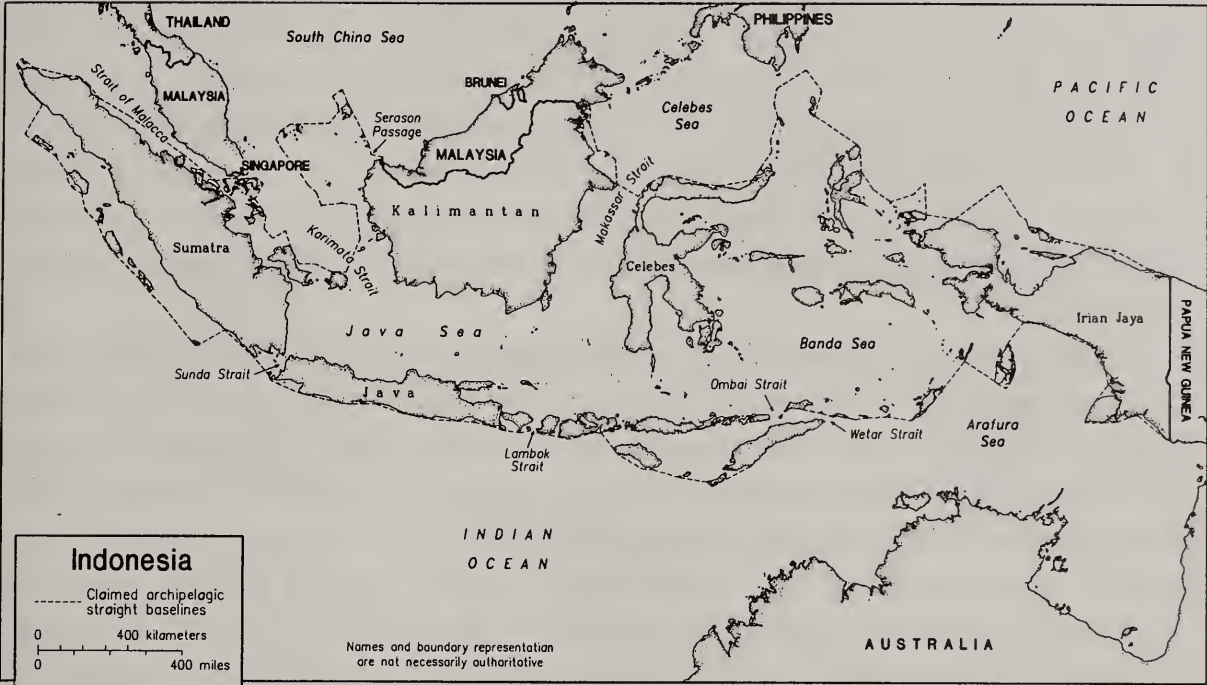 THAILAND
South China Sea
PHILIPPINES
Strait of Malacca
MALAYSIA
BRUNEI
Celebes
Sea
PACIFIC
OCEAN
Serason
Passage
SINGAPORE
MALAYSIA
Kalimantan
Makassar Strait
Sumatra
Karimata Strait
Celebes
Irian Jaya
PAPUA NEW GUINEA
Java Sea
Banda Sea
Sunda Strait
Java
Ombai Strait
Wetar Strait
Arafura
Sea
Lambok
Strait
INDIAN
OCEAN
Indonesia
Claimed archipelagic
straight baselines
0 400 kilometers
0 400 miles
Names and boundary representation
are not necessarily authoritative
AUSTRALIA